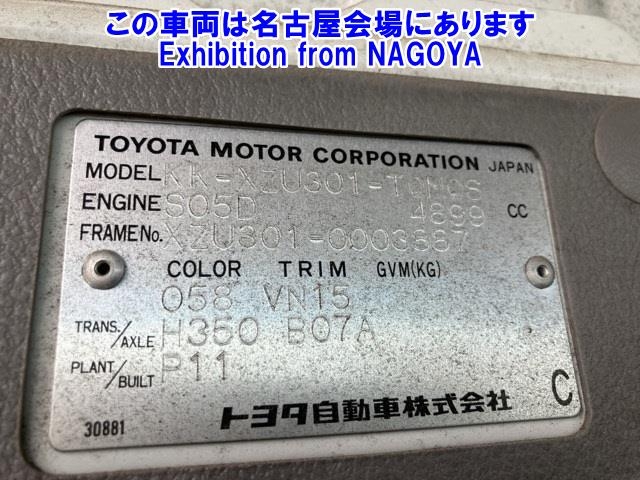 この車両は名古屋会場にあります
Exhibition from NAGOYA
TOYOTA MOTOR CORPORATION JAPAN
MODEL KK-XZU301-TQMQS
ENGINE S05D 4899 CC
FRAME No. XZU301-0003887
COLOR TRIM GVM(KG)
058 VN15
TRANS./AXLE H350 B07A
PLANT/BUILT P11
C
30881 トヨタ自動車株式会社